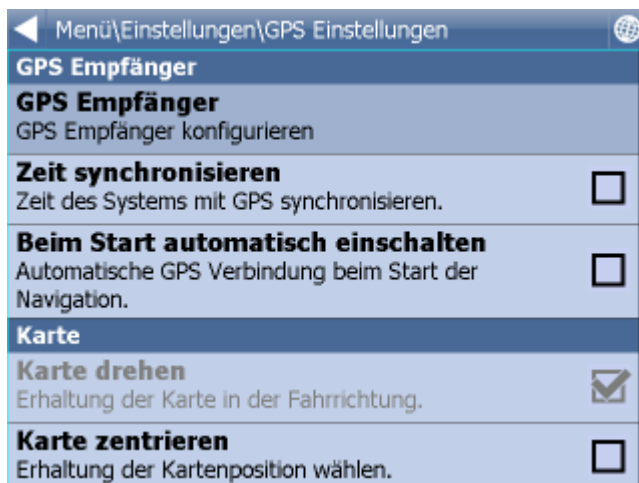 Menü\Einstellungen\GPS Einstellungen
GPS Empfänger
GPS Empfänger
GPS Empfänger konfigurieren
Zeit synchronisieren
Zeit des Systems mit GPS synchronisieren.
Beim Start automatisch einschalten
Automatische GPS Verbindung beim Start der
Navigation.
Karte
Karte drehen
Erhaltung der Karte in der Fahrrichtung.
Karte zentrieren
Erhaltung der Kartenposition wählen.